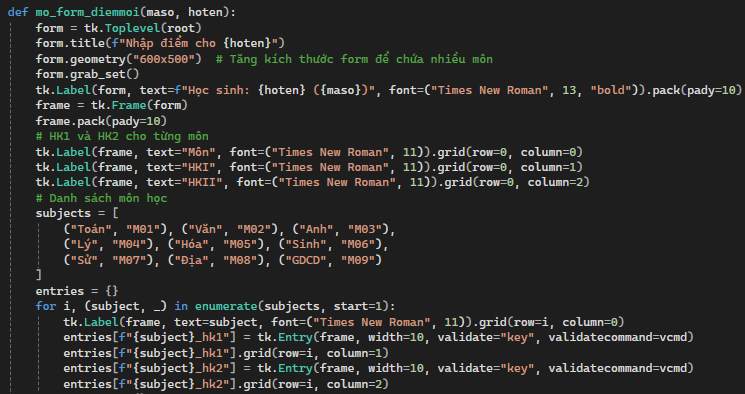 def mo_form_diemmoi(maso, hoten):
    form = tk.Toplevel(root)
    form.title(f"Nhập điểm cho {hoten}")
    form.geometry("600x500")  # Tăng kích thước form để chứa nhiều môn
    form.grab_set()
    tk.Label(form, text=f"Học sinh: {hoten} ({maso})", font=("Times New Roman", 13, "bold")).pack(pady=10)
    frame = tk.Frame(form)
    frame.pack(pady=10)
    # HK1 và HK2 cho từng môn
    tk.Label(frame, text="Môn", font=("Times New Roman", 11)).grid(row=0, column=0)
    tk.Label(frame, text="HKI", font=("Times New Roman", 11)).grid(row=0, column=1)
    tk.Label(frame, text="HKII", font=("Times New Roman", 11)).grid(row=0, column=2)
    # Danh sách môn học
    subjects = [
        ("Toán", "M01"), ("Văn", "M02"), ("Anh", "M03"),
        ("Lý", "M04"), ("Hóa", "M05"), ("Sinh", "M06"),
        ("Sử", "M07"), ("Địa", "M08"), ("GDCD", "M09")
    ]
    entries = {}
    for i, (subject, _) in enumerate(subjects, start=1):
        tk.Label(frame, text=subject, font=("Times New Roman", 11)).grid(row=i, column=0)
        entries[f"{subject}_hk1"] = tk.Entry(frame, width=10, validate="key", validatecommand=vcmd)
        entries[f"{subject}_hk1"].grid(row=i, column=1)
        entries[f"{subject}_hk2"] = tk.Entry(frame, width=10, validate="key", validatecommand=vcmd)
        entries[f"{subject}_hk2"].grid(row=i, column=2)